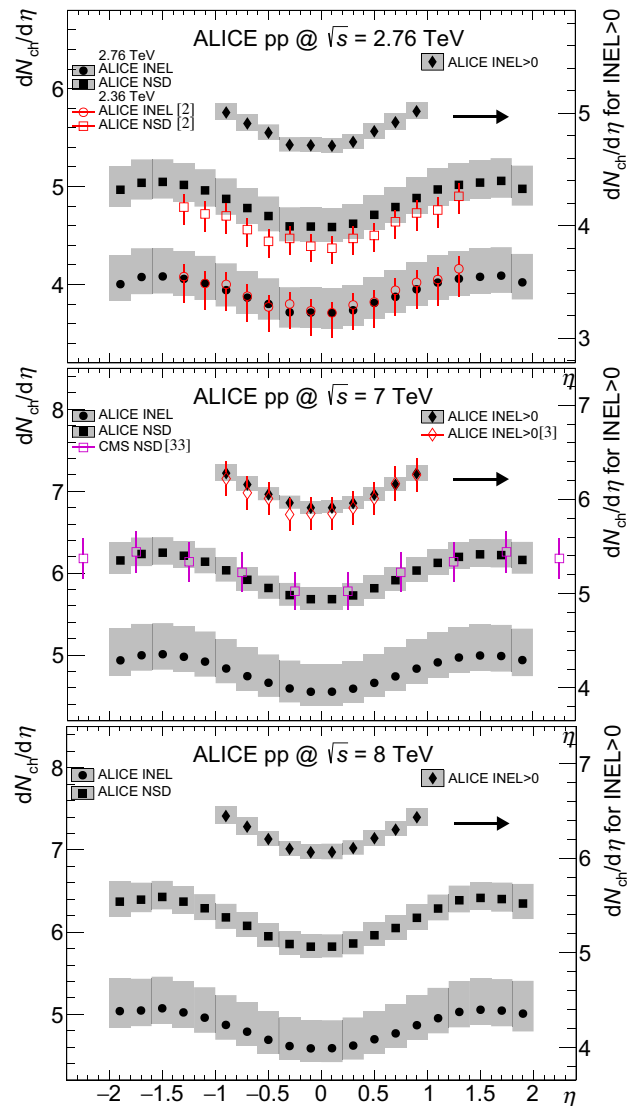 ALICE pp @ √s = 2.76 TeV
dN_ch/dη
dN_ch/dη for INEL>0
2.76 TeV
ALICE INEL
ALICE NSD
2.36 TeV
ALICE INEL [2]
ALICE NSD [2]
ALICE INEL>0
6
5
4
5
4
3
η
ALICE pp @ √s = 7 TeV
dN_ch/dη
dN_ch/dη for INEL>0
ALICE INEL
ALICE NSD
CMS NSD[33]
ALICE INEL>0
ALICE INEL>0[3]
8
7
6
5
7
6
5
4
η
ALICE pp @ √s = 8 TeV
dN_ch/dη
dN_ch/dη for INEL>0
ALICE INEL
ALICE NSD
ALICE INEL>0
8
7
6
5
7
6
5
4
−2 −1.5 −1 −0.5 0 0.5 1 1.5 2 η